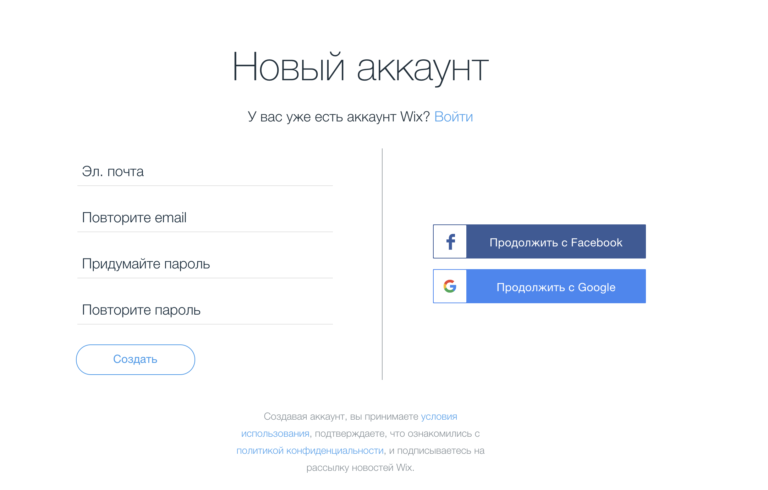 Новый аккаунт
У вас уже есть аккаунт Wix? Войти
Эл. почта
Повторите email
Придумайте пароль
Повторите пароль
Создать
Продолжить с Facebook
Продолжить с Google
Создавая аккаунт, вы принимаете условия
использования, подтверждаете, что ознакомились с
политикой конфиденциальности, и подписываетесь на
рассылку новостей Wix.